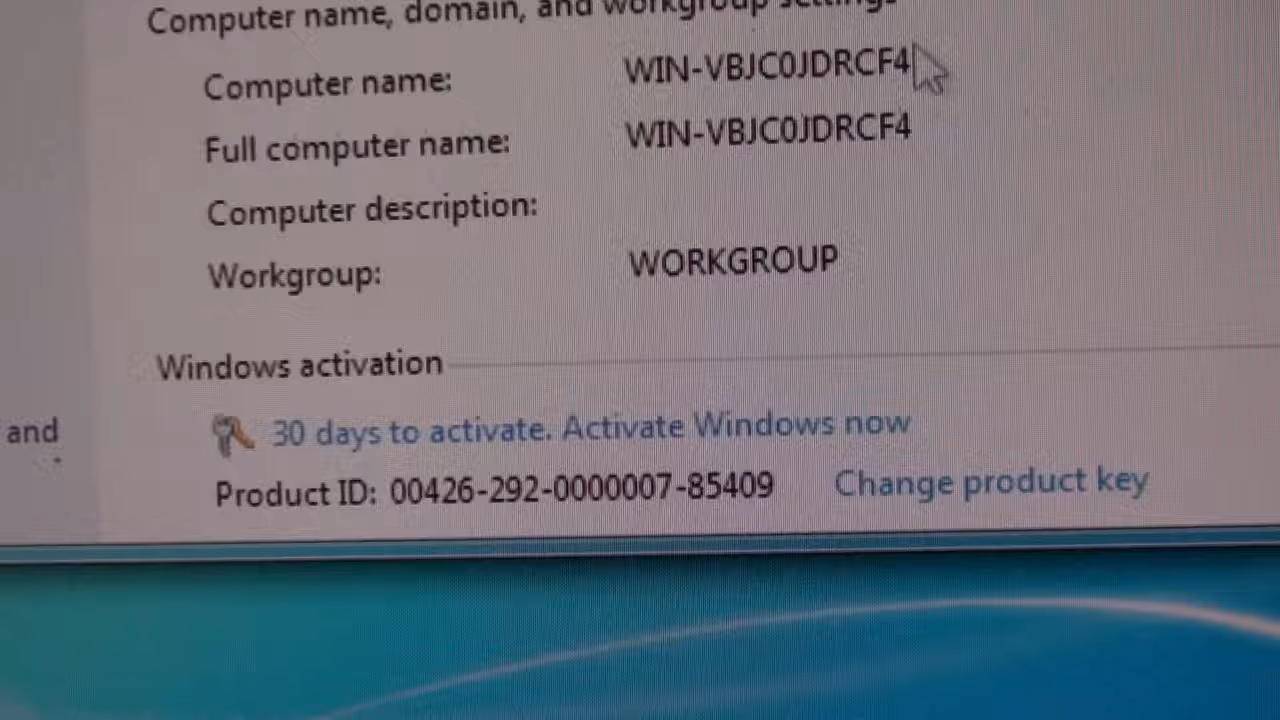 Computer name, domain, and workgroup settings
Computer name: WIN-VBJC0JDRCF4
Full computer name: WIN-VBJC0JDRCF4
Computer description:
Workgroup: WORKGROUP
Windows activation
and
30 days to activate. Activate Windows now
Product ID: 00426-292-0000007-85409 Change product key